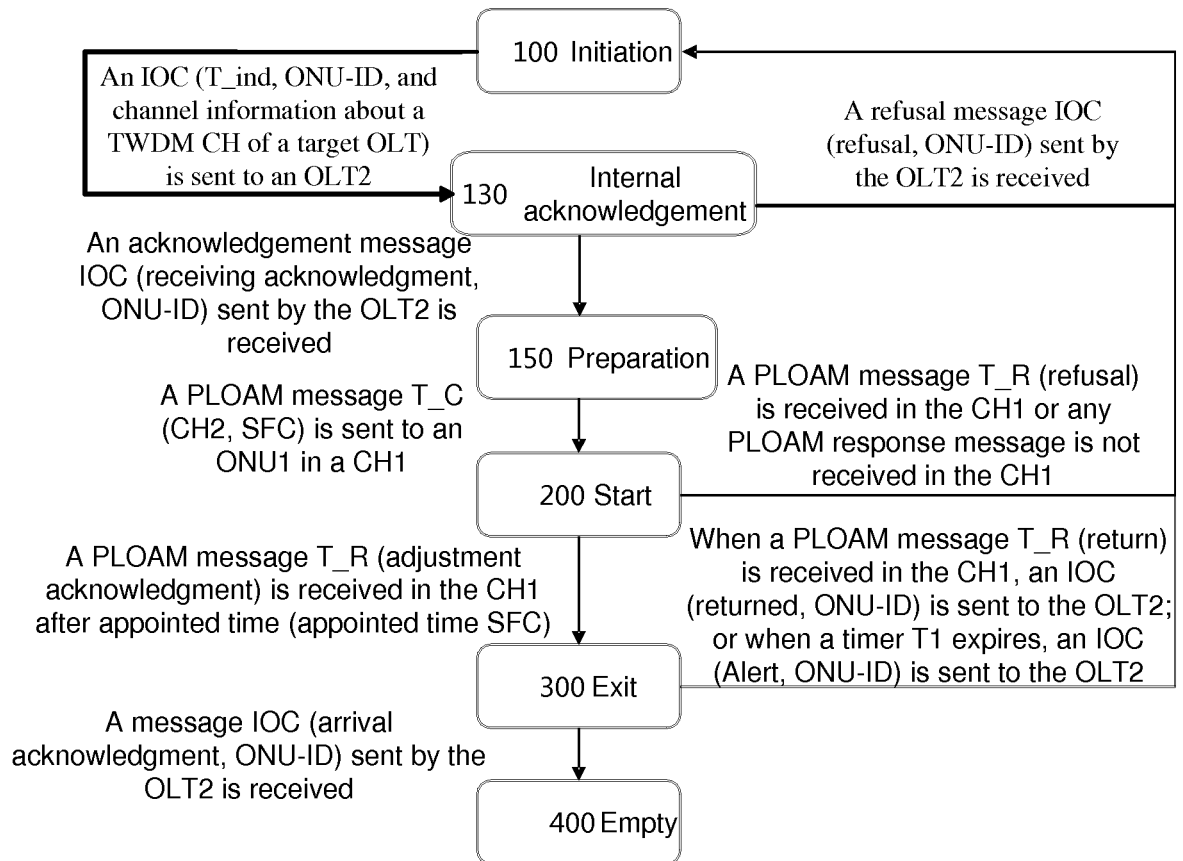 100 Initiation
An IOC (T_ind, ONU-ID, and
channel information about a
TWDM CH of a target OLT)
is sent to an OLT2
A refusal message IOC
(refusal, ONU-ID) sent by
the OLT2 is received
130 Internal
acknowledgement
An acknowledgement message
IOC (receiving acknowledgment,
ONU-ID) sent by the OLT2 is
received
150 Preparation
A PLOAM message T_C
(CH2, SFC) is sent to an
ONU1 in a CH1
A PLOAM message T_R (refusal)
is received in the CH1 or any
PLOAM response message is not
received in the CH1
200 Start
A PLOAM message T_R (adjustment
acknowledgment) is received in the CH1
after appointed time (appointed time SFC)
When a PLOAM message T_R (return)
is received in the CH1, an IOC
(returned, ONU-ID) is sent to the OLT2;
or when a timer T1 expires, an IOC
(Alert, ONU-ID) is sent to the OLT2
300 Exit
A message IOC (arrival
acknowledgment, ONU-ID) sent by the
OLT2 is received
400 Empty